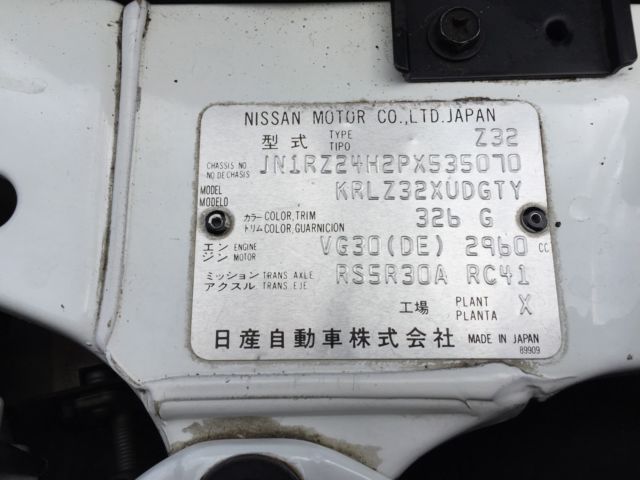 NISSAN MOTOR CO.,LTD.JAPAN
型式 TYPE TIPO Z32
CHASSIS NO NO DE CHASIS JN1RZ24H2PX535070
MODEL MODELO KRLZ32XUDGTY
カラー COLOR,TRIM トリム COLOR,GUARNICION 326 G
エンジン ENGINE MOTOR VG30(DE) 2960 CC
ミッション TRANS. AXLE アクスル TRANS. EJE RS5R30A RC41
工場 PLANT PLANTA X
日産自動車株式会社 MADE IN JAPAN
89909